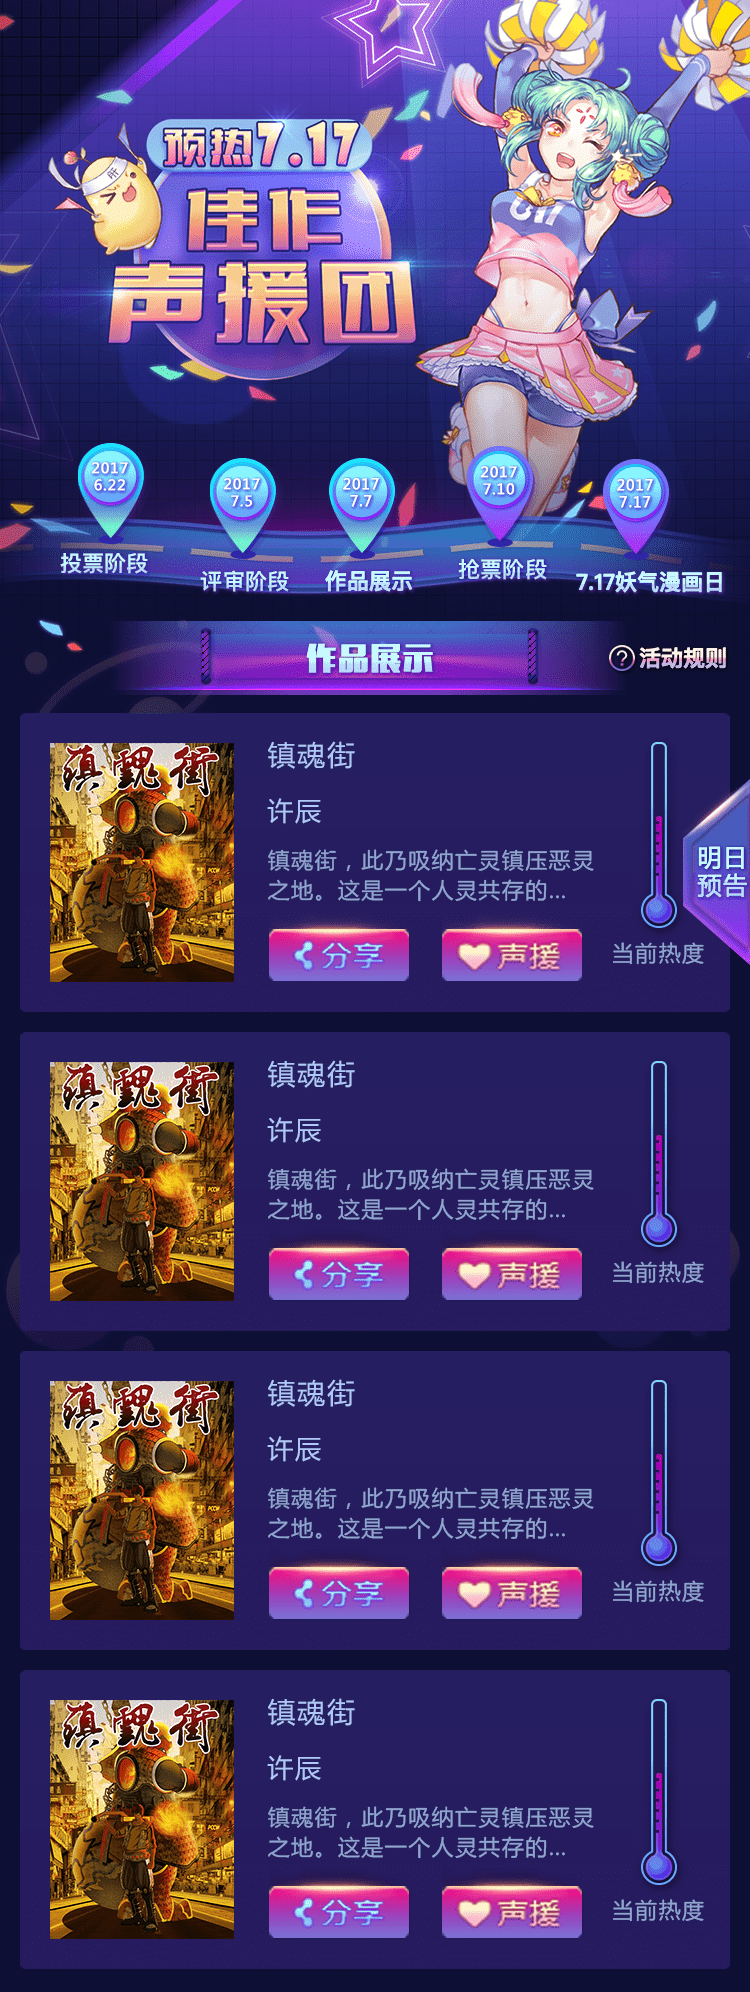 预热7.17
佳作
声援团
2017
6.22
投票阶段
2017
7.5
评审阶段
2017
7.7
作品展示
2017
7.10
抢票阶段
2017
7.17
7.17妖气漫画日
作品展示
?活动规则
镇魂街
镇魂街
许辰
镇魂街，此乃吸纳亡灵镇压恶灵
之地。这是一个人灵共存的...
分享
声援
当前热度
明日
预告
镇魂街
镇魂街
许辰
镇魂街，此乃吸纳亡灵镇压恶灵
之地。这是一个人灵共存的...
分享
声援
当前热度
镇魂街
镇魂街
许辰
镇魂街，此乃吸纳亡灵镇压恶灵
之地。这是一个人灵共存的...
分享
声援
当前热度
镇魂街
镇魂街
许辰
镇魂街，此乃吸纳亡灵镇压恶灵
之地。这是一个人灵共存的...
分享
声援
当前热度